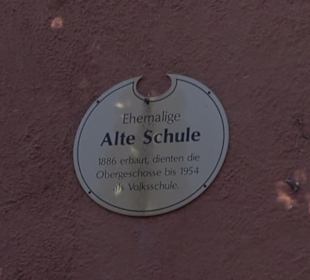 Ehemalige
Alte Schule
1886 erbaut, dienten die
Obergeschosse bis 1954
als Volksschule.